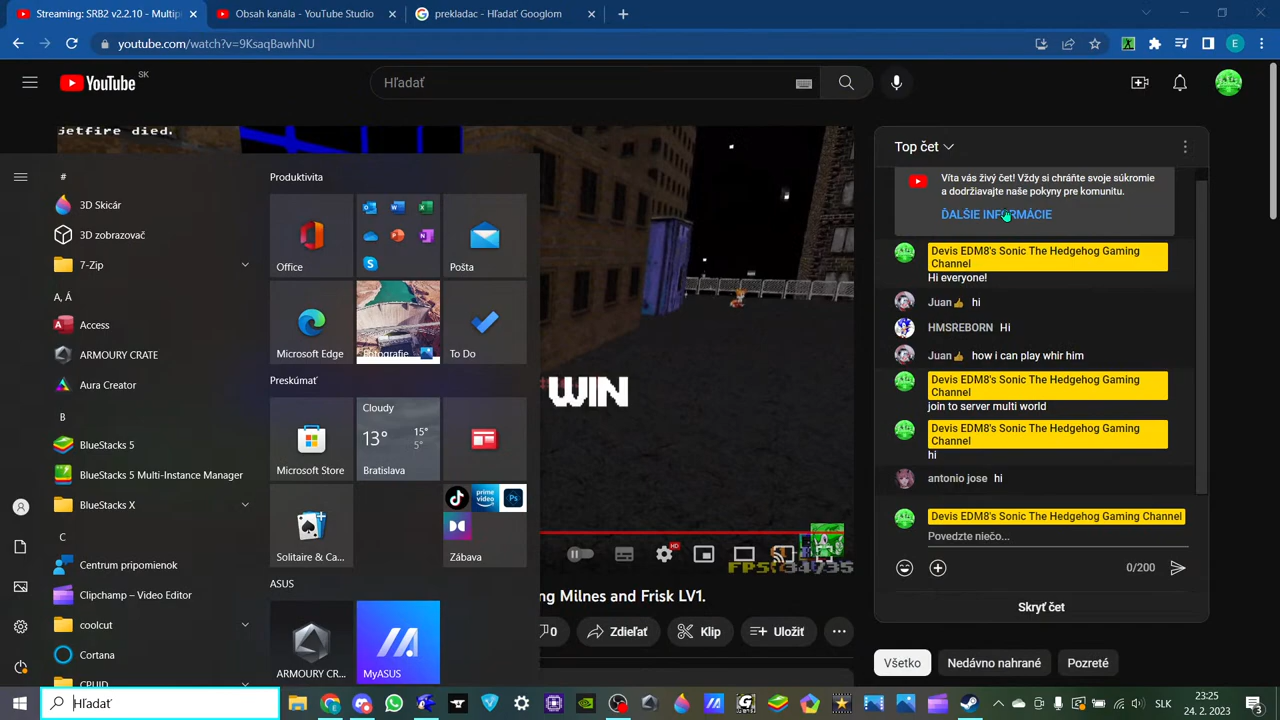 Streaming: SRB2 v2.2.10 - Multip
Obsah kanála - YouTube Studio
prekladac - Hľadať Googlom
youtube.com/watch?v=9KsaqBawhNU
E
YouTube SK
Hľadať
died.
WIN
ng Milnes and Frisk LV1.
0
Zdieľať
Klip
Uložiť
Top čet
Víta vás živý čet! Vždy si chráňte svoje súkromie
a dodržiavajte naše pokyny pre komunitu.
ĎALŠIE INFORMÁCIE
Devis EDM8's Sonic The Hedgehog Gaming
Channel
Hi everyone!
Juan👍 hi
HMSREBORN Hi
Juan👍 how i can play whir him
Devis EDM8's Sonic The Hedgehog Gaming
Channel
join to server multi world
Devis EDM8's Sonic The Hedgehog Gaming
Channel
hi
antonio jose hi
Devis EDM8's Sonic The Hedgehog Gaming Channel
Povedzte niečo...
0/200
Skryť čet
Všetko
Nedávno nahrané
Pozreté
#
3D Skicár
3D zobrazovač
7-Zip
A, Á
Access
ARMOURY CRATE
Aura Creator
B
BlueStacks 5
BlueStacks 5 Multi-Instance Manager
BlueStacks X
C
Centrum pripomienok
Clipchamp – Video Editor
coolcut
Cortana
CPUID
Produktivita
Office
Pošta
Microsoft Edge
Fotografie
To Do
Preskúmať
Microsoft Store
Cloudy
13° 15°
5°
Bratislava
Solitaire & Ca...
prime video
Ps
Zábava
ASUS
ARMOURY CR...
MyASUS
Hľadať
SLK
23:25
24. 2. 2023